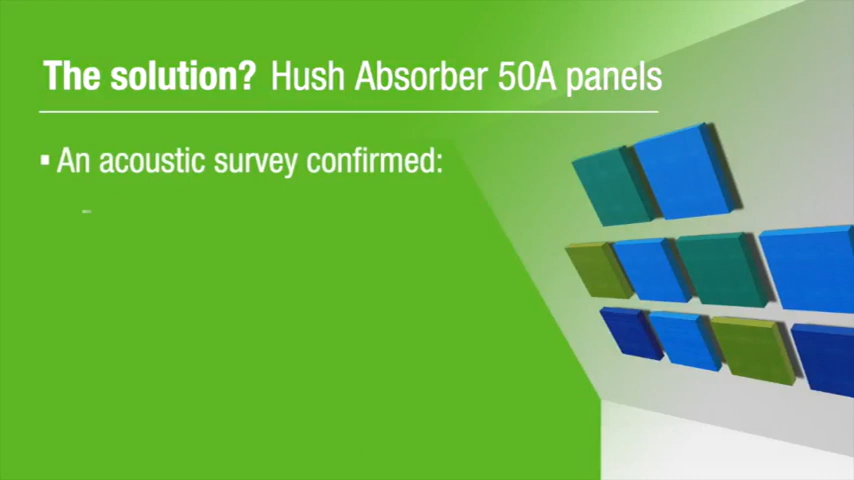 The solution? Hush Absorber 50A panels
▪ An acoustic survey confirmed:
-